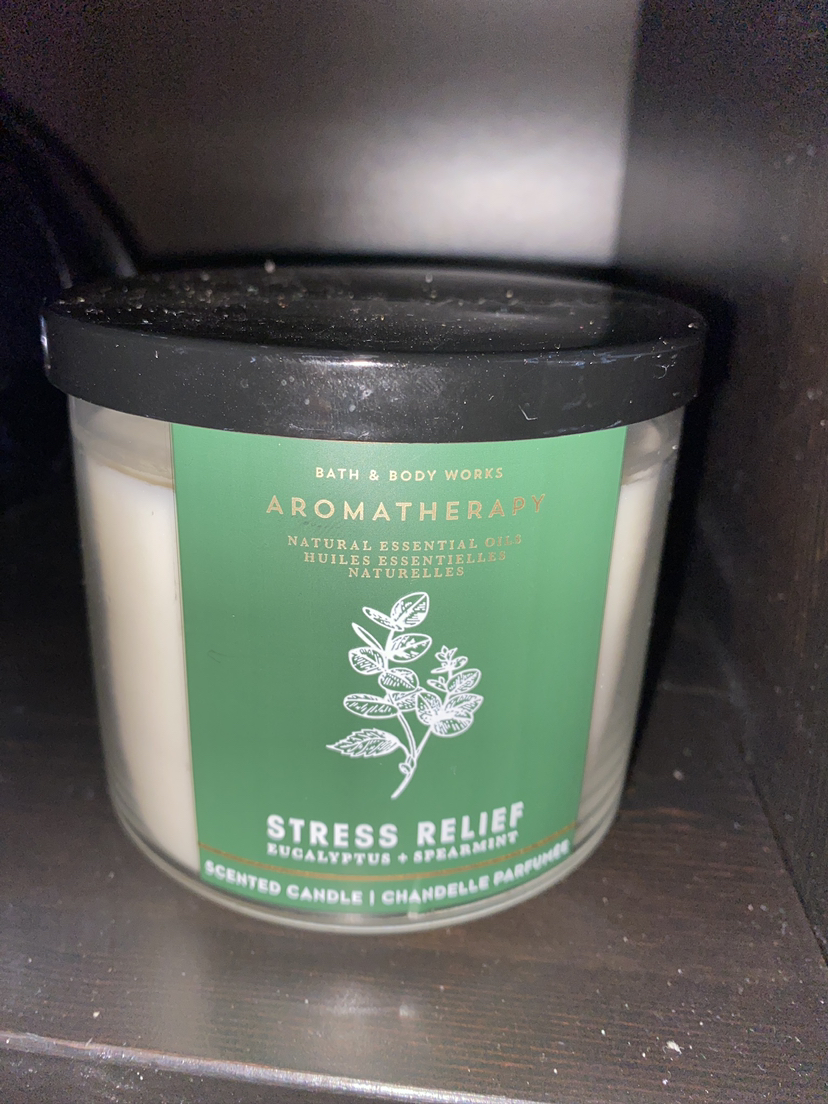 BATH & BODY WORKS
AROMATHERAPY
NATURAL ESSENTIAL OILS
HUILES ESSENTIELLES
NATURELLES
STRESS RELIEF
EUCALYPTUS + SPEARMINT
SCENTED CANDLE | CHANDELLE PARFUMÉE